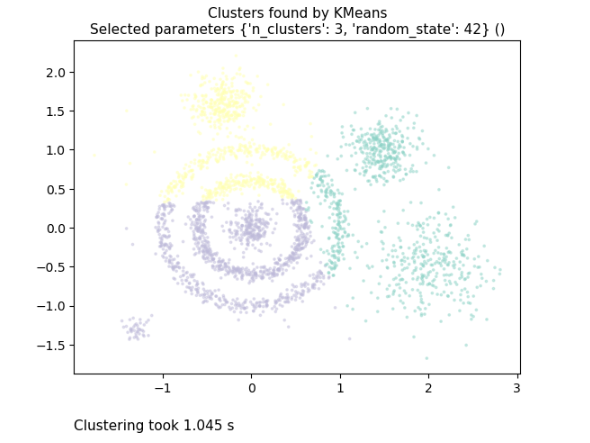 Clusters found by KMeans
Selected parameters {'n_clusters': 3, 'random_state': 42} ()
2.0
1.5
1.0
0.5
0.0
−0.5
−1.0
−1.5
−1 0 1 2 3
Clustering took 1.045 s